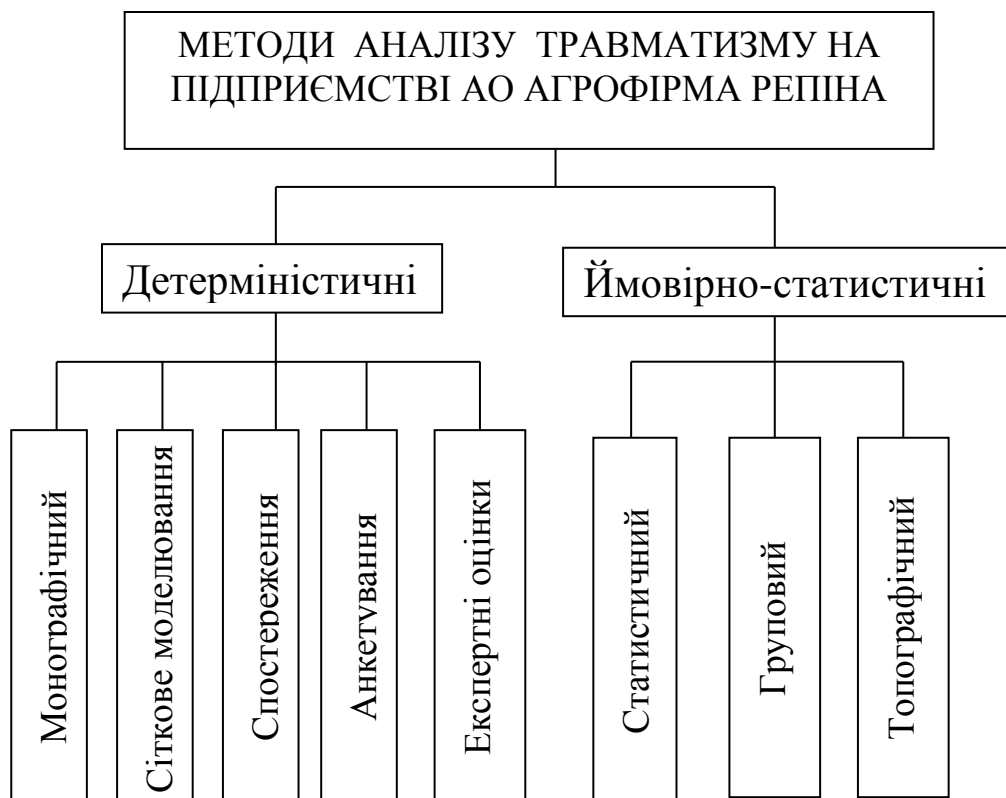 МЕТОДИ АНАЛІЗУ ТРАВМАТИЗМУ НА
ПІДПРИЄМСТВІ АО АГРОФІРМА РЕПІНА
Детерміністичні
Ймовірно-статистичні
Монографічний
Сіткове моделювання
Спостереження
Анкетування
Експертні оцінки
Статистичний
Груповий
Топографічний